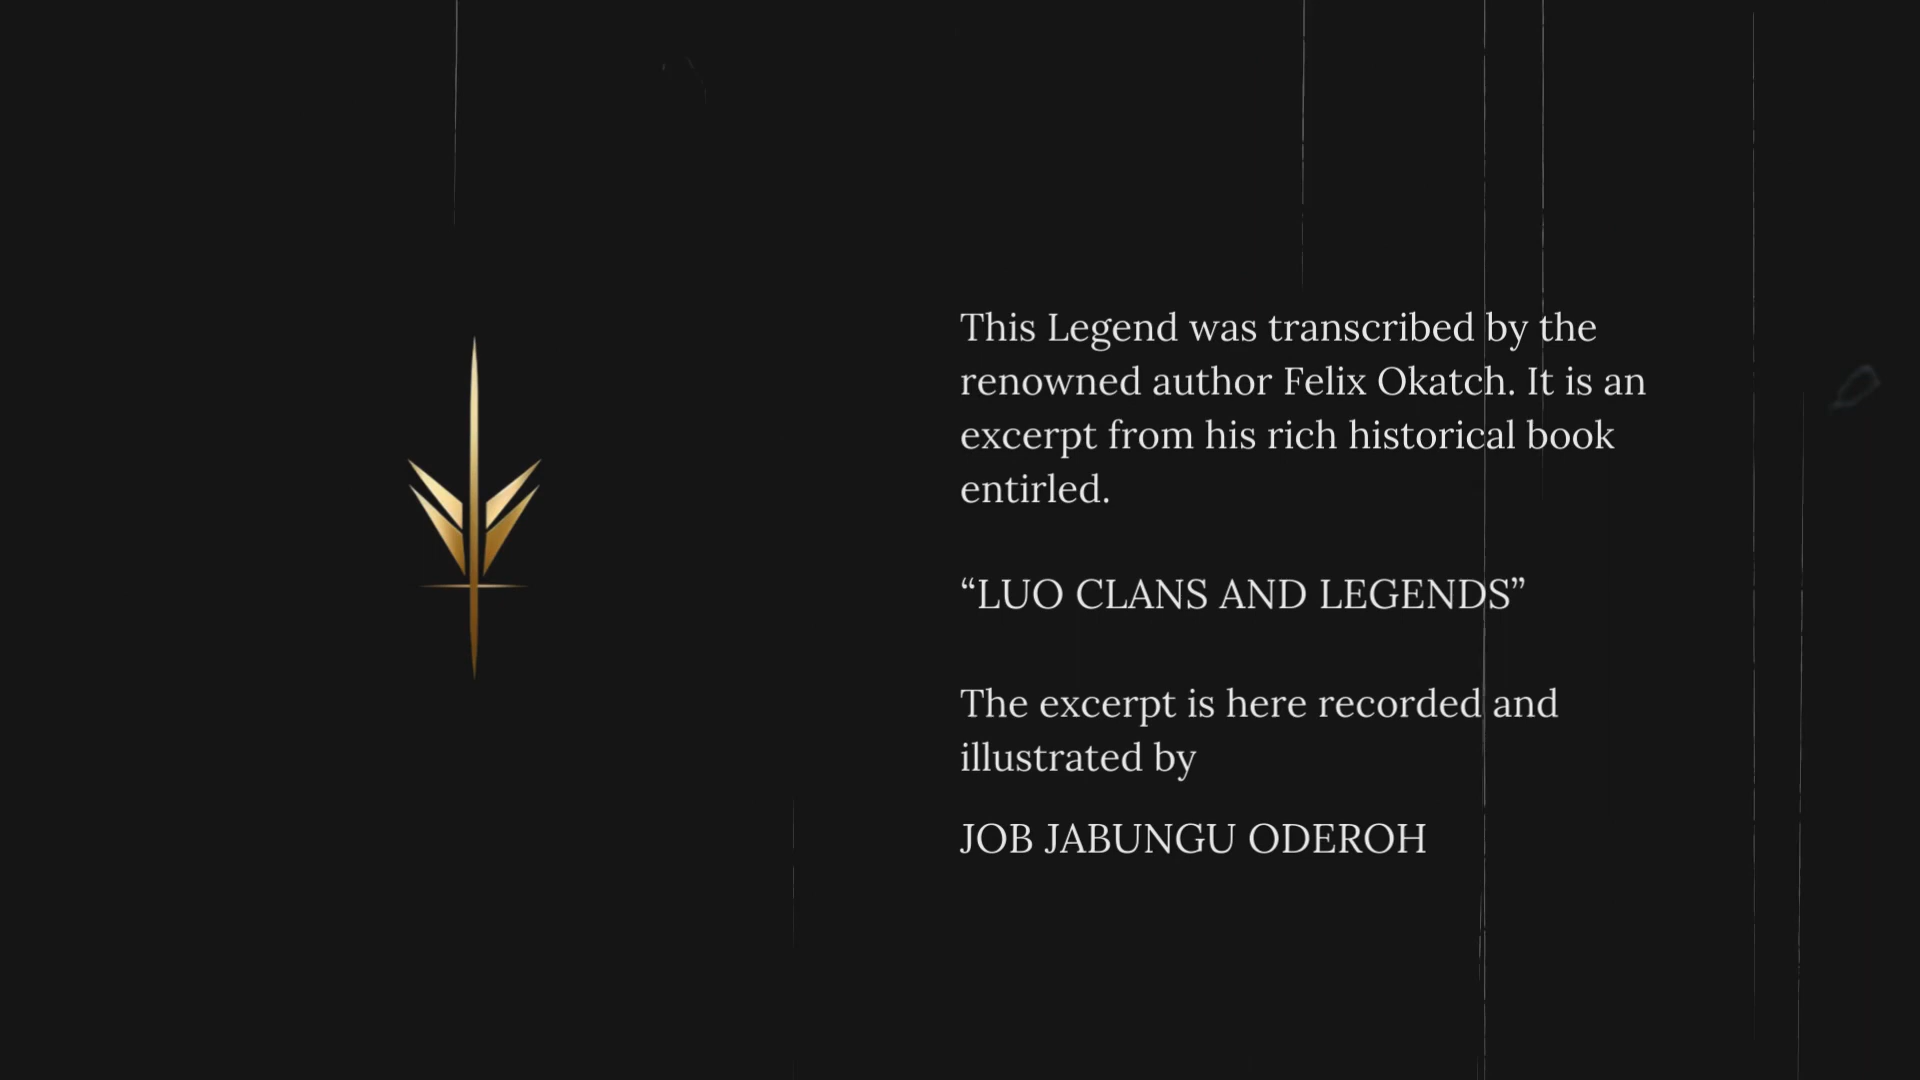 This Legend was transcribed by the
renowned author Felix Okatch. It is an
excerpt from his rich historical book
entirled.
“LUO CLANS AND LEGENDS”
The excerpt is here recorded and
illustrated by
JOB JABUNGU ODEROH